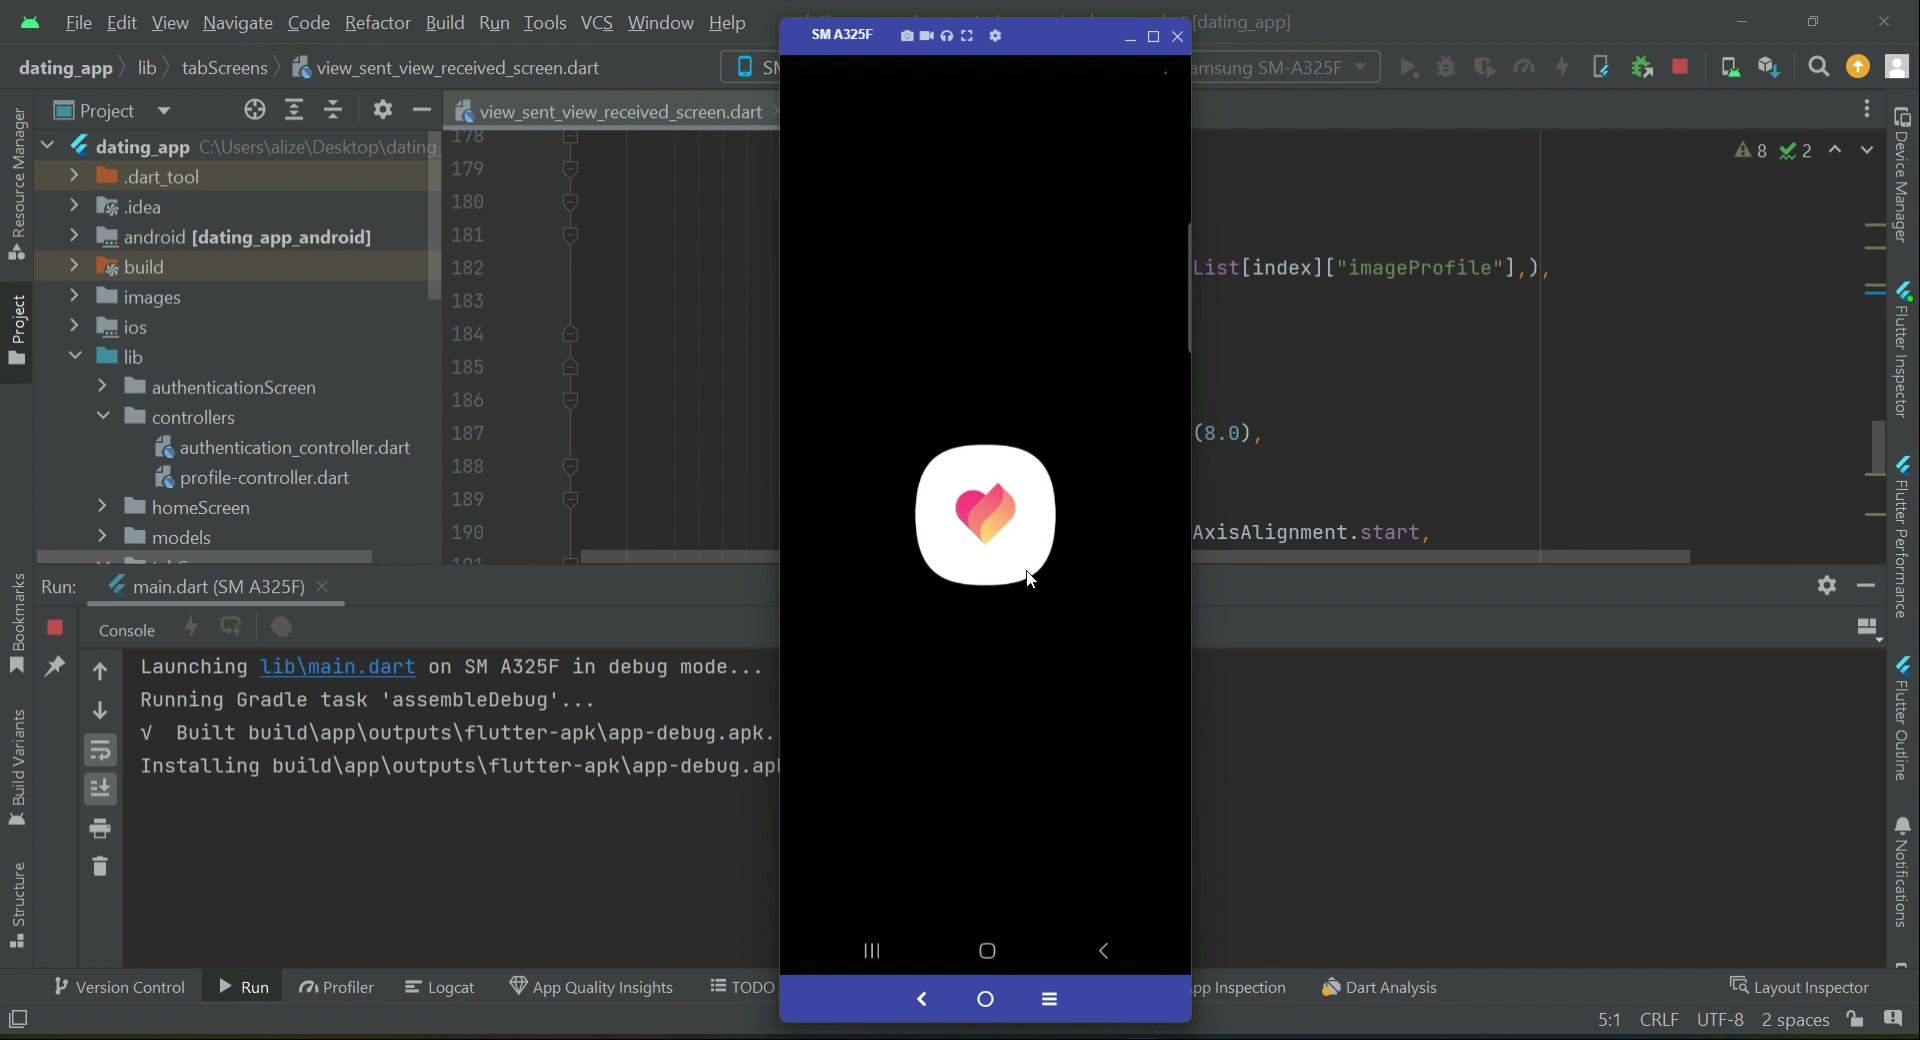 File Edit View Navigate Code Refactor Build Run Tools VCS Window Help
[dating_app]
SM A325F
dating_app lib tabScreens view_sent_view_received_screen.dart
amsung SM-A325F
Project
view_sent_view_received_screen.dart
dating_app C:\Users\alize\Desktop\dating_
.dart_tool
.idea
android [dating_app_android]
build
images
ios
lib
authenticationScreen
controllers
authentication_controller.dart
profile-controller.dart
homeScreen
models
178
179
180
181
182
183
184
185
186
187
188
189
190
191
8 2
List[index]["imageProfile"],),
(8.0),
AxisAlignment.start,
Resource Manager
Project
Bookmarks
Build Variants
Structure
Device Manager
Flutter Inspector
Flutter Performance
Flutter Outline
Notifications
Run: main.dart (SM A325F)
Console
Launching lib\main.dart on SM A325F in debug mode...
Running Gradle task 'assembleDebug'...
√ Built build\app\outputs\flutter-apk\app-debug.apk.
Installing build\app\outputs\flutter-apk\app-debug.ap
Version Control Run Profiler Logcat App Quality Insights TODO pp Inspection Dart Analysis Layout Inspector
5:1 CRLF UTF-8 2 spaces